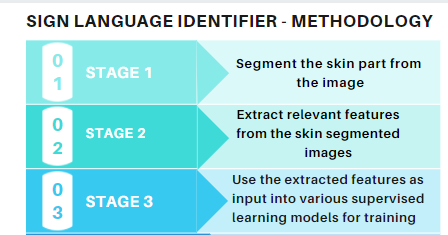 SIGN LANGUAGE IDENTIFIER - METHODOLOGY
0
1
STAGE 1
Segment the skin part from
the image
0
2
STAGE 2
Extract relevant features
from the skin segmented
images
0
3
STAGE 3
Use the extracted features as
input into various supervised
learning models for training